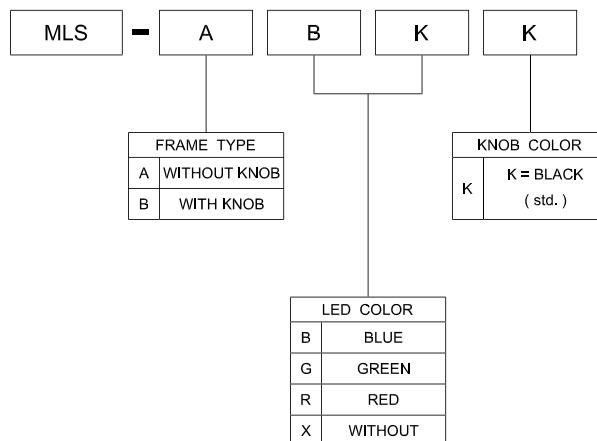 MLS - A B K K
FRAME TYPE
A WITHOUT KNOB
B WITH KNOB
KNOB COLOR
K K = BLACK
( std. )
LED COLOR
B BLUE
G GREEN
R RED
X WITHOUT